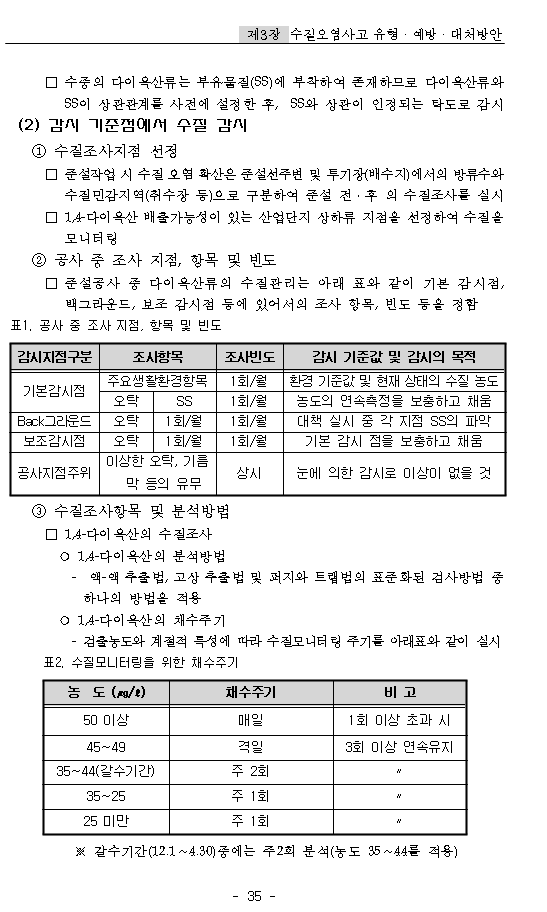 제3장 수질오염사고 유형·예방·대처방안
□ 수중의 다이옥산류는 부유물질(SS)에 부착하여 존재하므로 다이옥산류와
SS이 상관관계를 사전에 설정한 후, SS와 상관이 인정되는 탁도로 감시
(2) 감시 기준점에서 수질 감시
① 수질조사지점 선정
□ 준설작업 시 수질 오염 확산은 준설선주변 및 투기장(배수지)에서의 방류수와
수질민감지역(취수장 등)으로 구분하여 준설 전·후 의 수질조사를 실시
□ 1,4-다이옥산 배출가능성이 있는 산업단지 상하류 지점을 선정하여 수질을
모니터링
② 공사 중 조사 지점, 항목 및 빈도
□ 준설공사 중 다이옥산류의 수질관리는 아래 표와 같이 기본 감시점,
백그라운드, 보조 감시점 등에 있어서의 조사 항목, 빈도 등을 정함
표1. 공사 중 조사 지점, 항목 및 빈도
감시지점구분 조사항목 조사빈도 감시 기준값 및 감시의 목적
기본감시점 주요생활환경항목 1회/월 환경 기준값 및 현재 상태의 수질 농도
오탁 SS 1회/월 농도의 연속측정을 보충하고 채움
Back그라운드 오탁 1회/월 1회/월 대책 실시 중 각 지점 SS의 파악
보조감시점 오탁 1회/월 1회/월 기본 감시 점을 보충하고 채움
공사지점주위 이상한 오탁, 기름 상시 눈에 의한 감시로 이상이 없을 것
막 등의 유무
③ 수질조사항목 및 분석방법
□ 1,4-다이옥산의 수질조사
○ 1,4-다이옥산의 분석방법
- 액-액 추출법, 고상 추출법 및 퍼지와 트랩법의 표준화된 검사방법 중
하나의 방법을 적용
○ 1,4-다이옥산의 채수주기
- 검출농도와 계절적 특성에 따라 수질모니터링 주기를 아래표와 같이 실시
표2. 수질모니터링을 위한 채수주기
농 도 (㎍/ℓ) 채수주기 비 고
50 이상 매일 1회 이상 초과 시
45~49 격일 3회 이상 연속유지
35~44(갈수기간) 주 2회 〃
35~25 주 1회 〃
25 미만 주 1회 〃
※ 갈수기간(12.1~4.30)중에는 주2회 분석(농도 35~44를 적용)
- 35 -